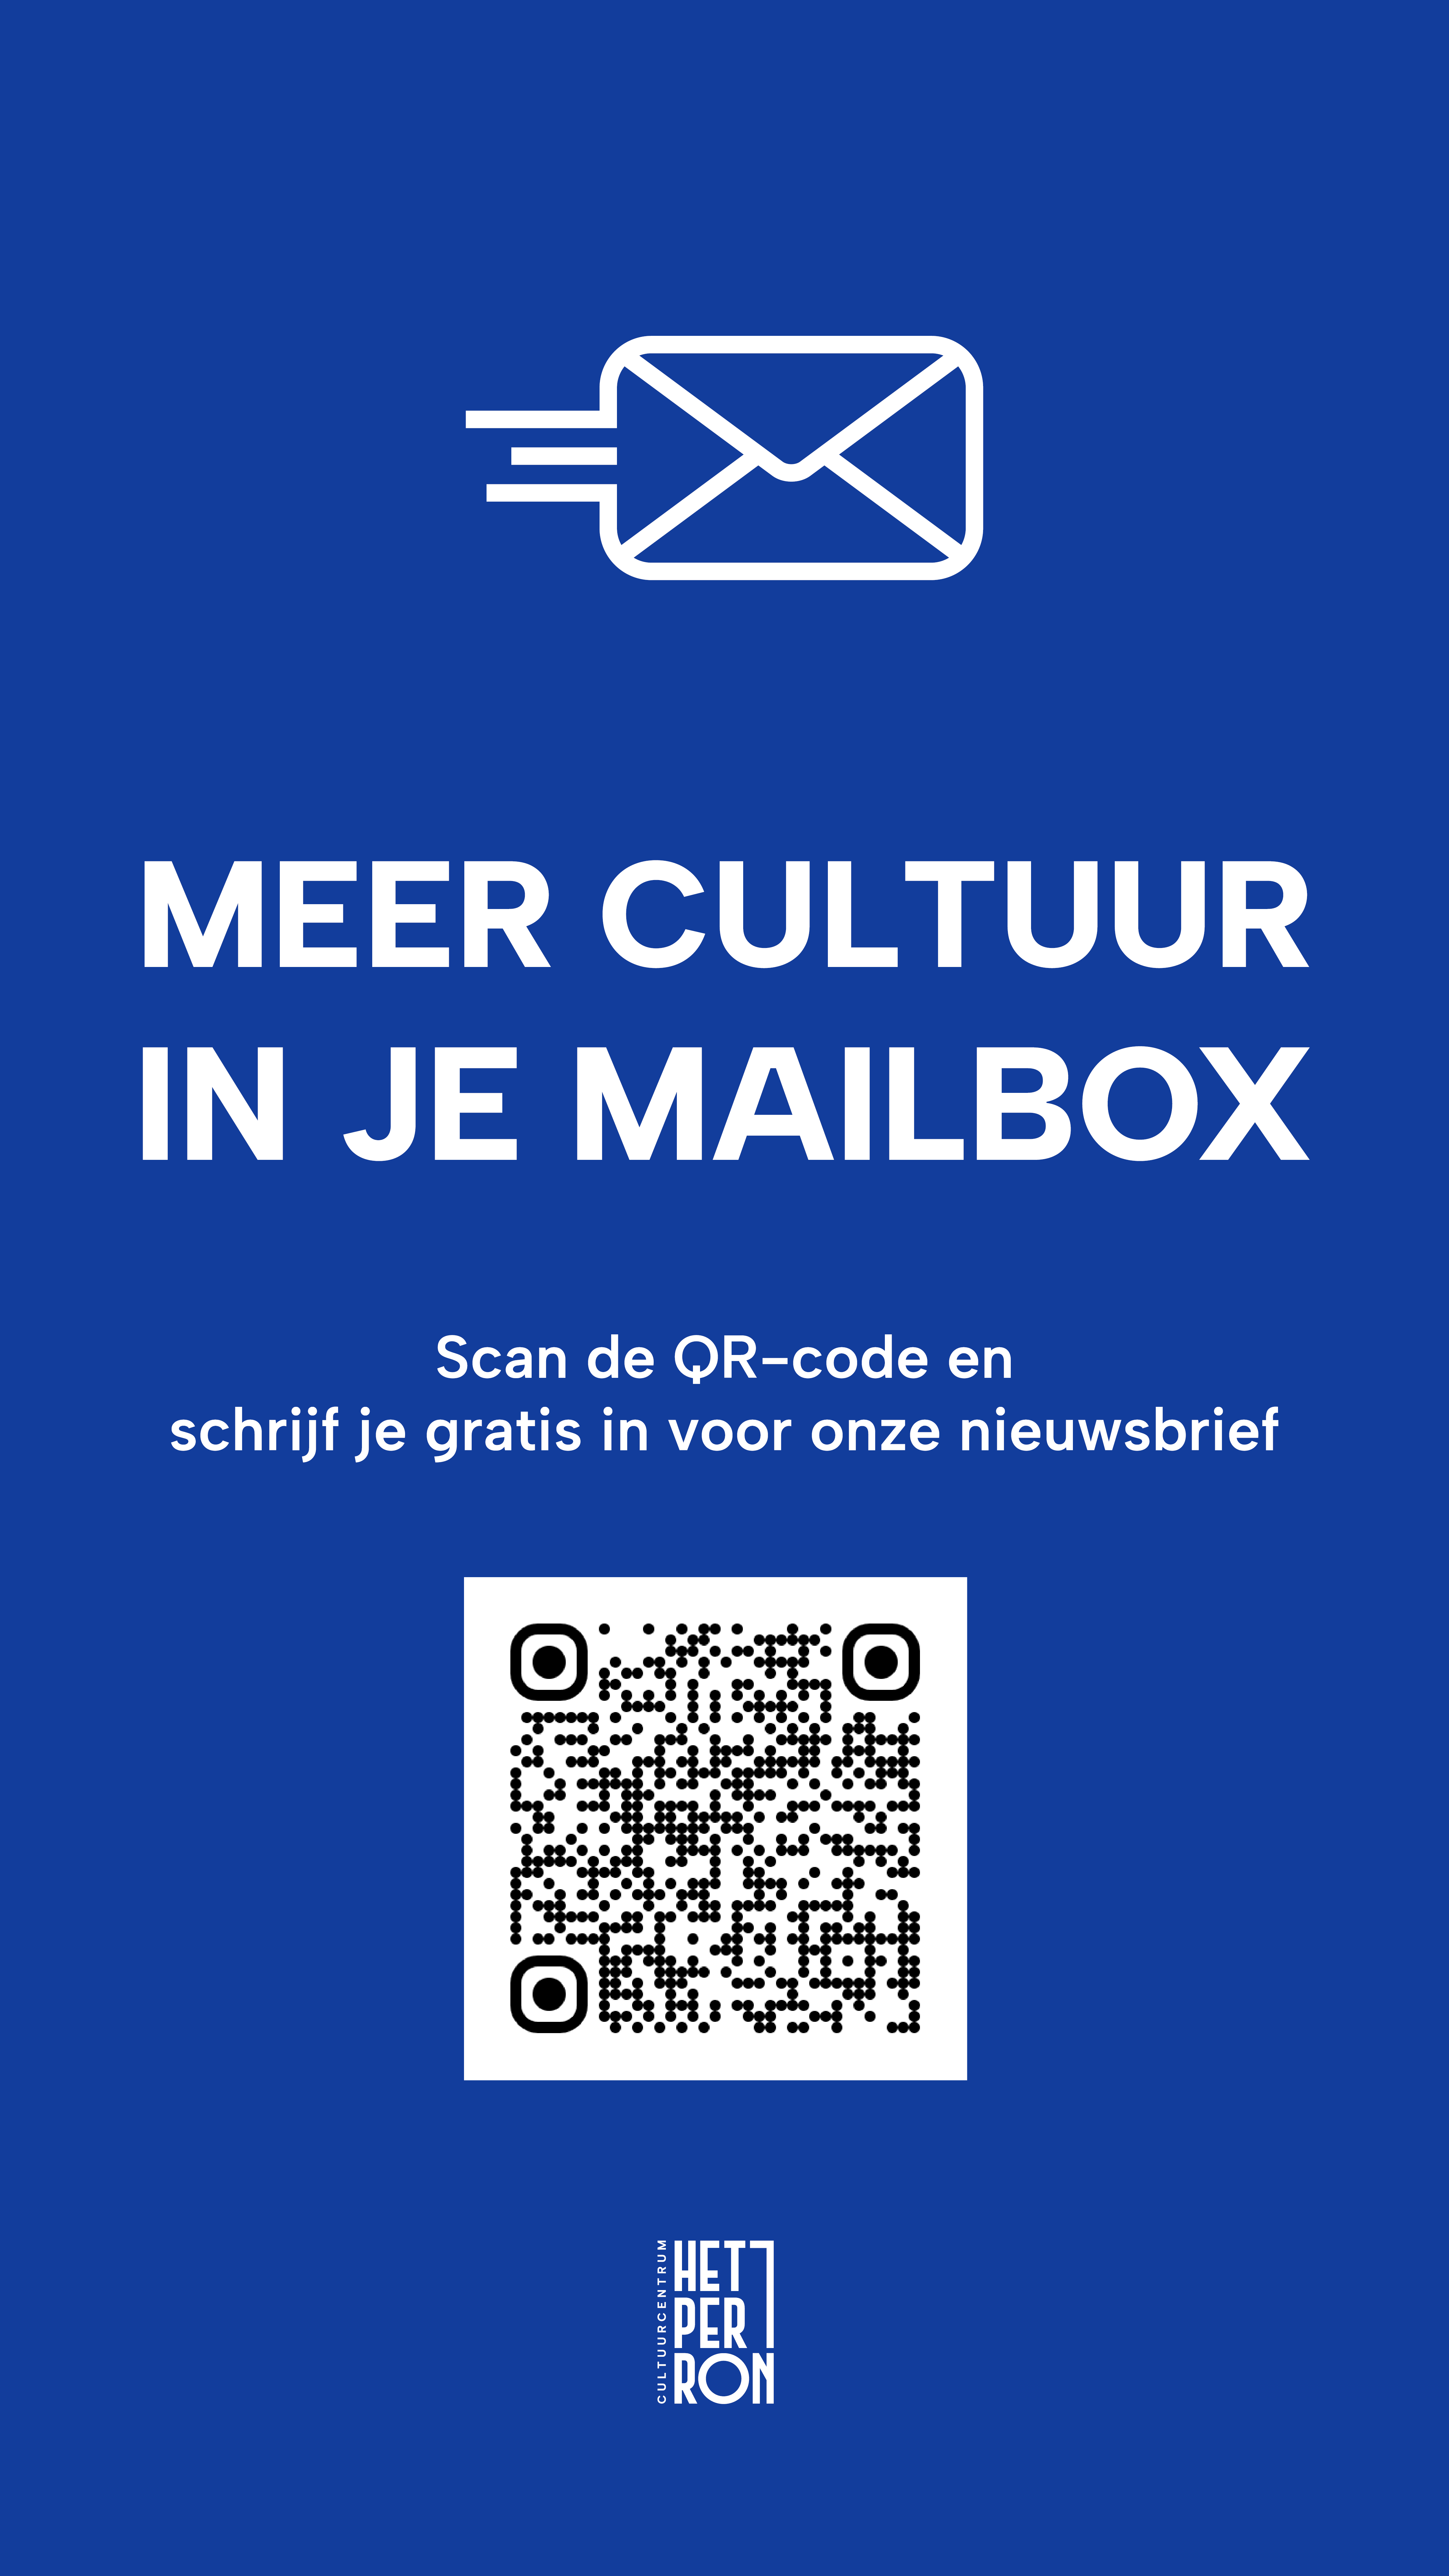 MEER CULTUUR
IN JE MAILBOX
Scan de QR-code en
schrijf je gratis in voor onze nieuwsbrief
CULTUURCENTRUM
HET
PER
RON